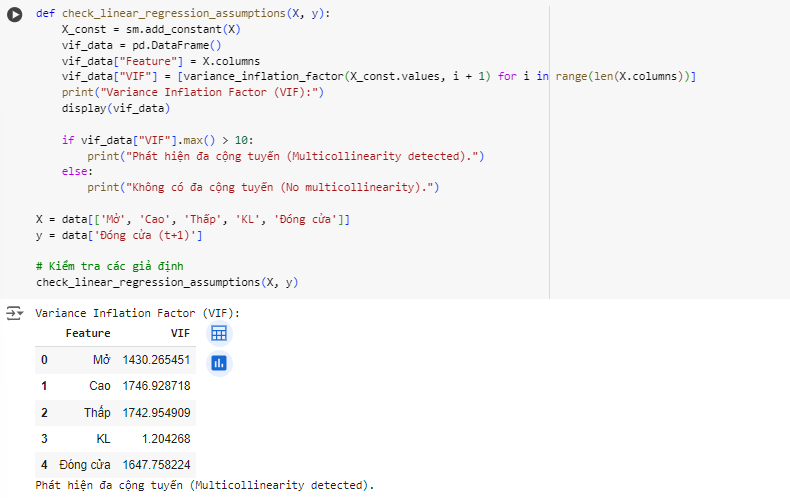 def check_linear_regression_assumptions(X, y):
    X_const = sm.add_constant(X)
    vif_data = pd.DataFrame()
    vif_data["Feature"] = X.columns
    vif_data["VIF"] = [variance_inflation_factor(X_const.values, i + 1) for i in range(len(X.columns))]
    print("Variance Inflation Factor (VIF):")
    display(vif_data)
    if vif_data["VIF"].max() > 10:
        print("Phát hiện đa cộng tuyến (Multicollinearity detected).")
    else:
        print("Không có đa cộng tuyến (No multicollinearity).")
X = data[['Mở', 'Cao', 'Thấp', 'KL', 'Đóng cửa']]
y = data['Đóng cửa (t+1)']
# Kiểm tra các giả định
check_linear_regression_assumptions(X, y)
Variance Inflation Factor (VIF):
Feature VIF
0 Mở 1430.265451
1 Cao 1746.928718
2 Thấp 1742.954909
3 KL 1.204268
4 Đóng cửa 1647.758224
Phát hiện đa cộng tuyến (Multicollinearity detected).